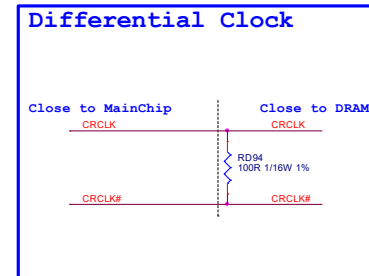 Differential Clock
Close to MainChip
Close to DRAM
CRCLK
CRCLK
RD94
100R 1/16W 1%
CRCLK#
CRCLK#